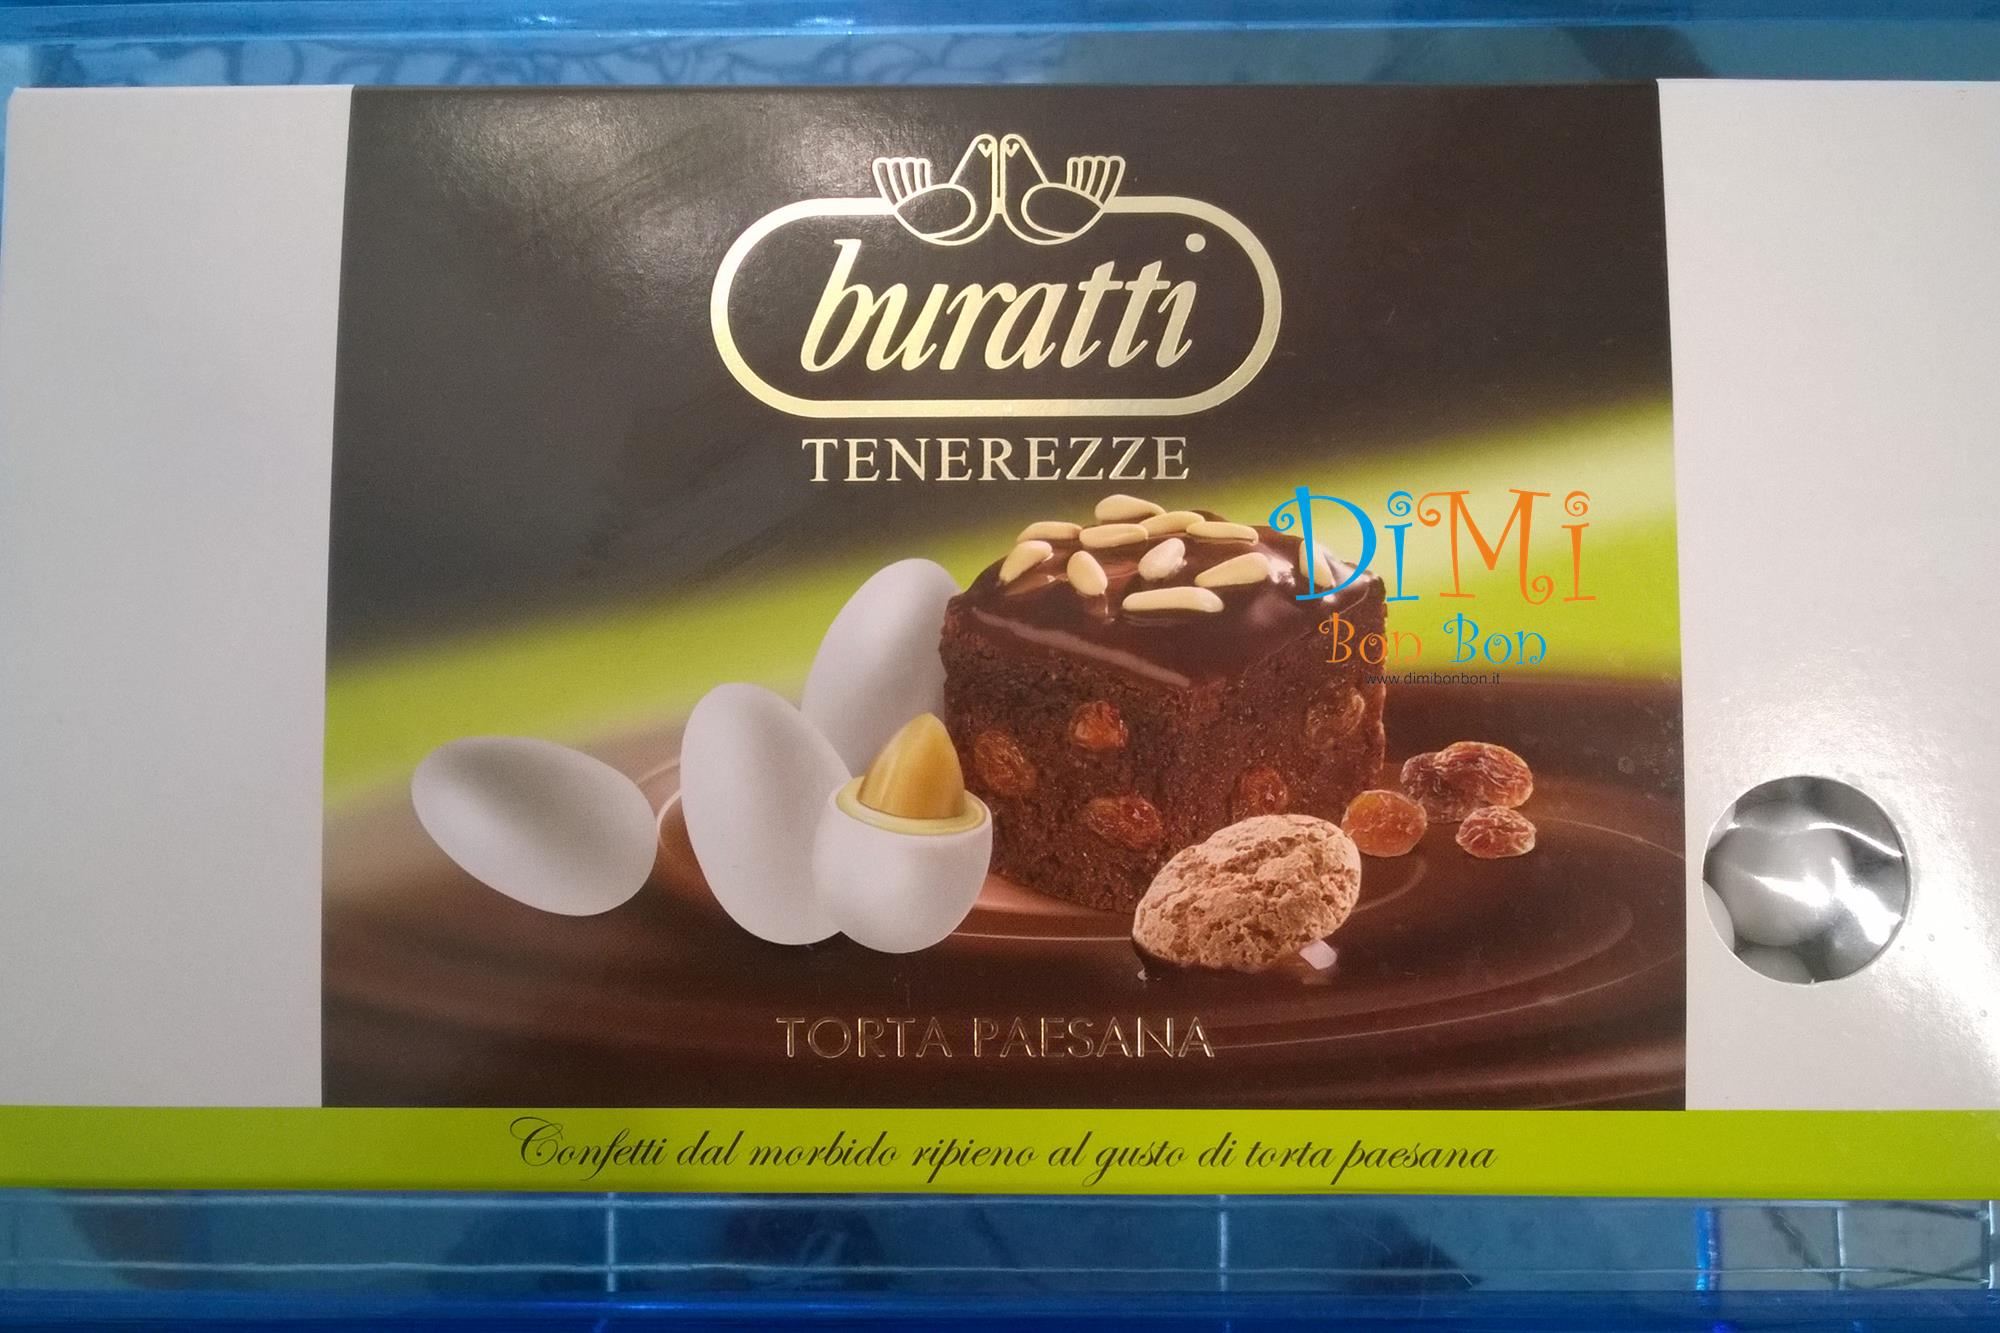 buratti
TENEREZZE
DiMi
Bon Bon
www.dimibonbon.it
TORTA PAESANA
Confetti dal morbido ripieno al gusto di torta paesana